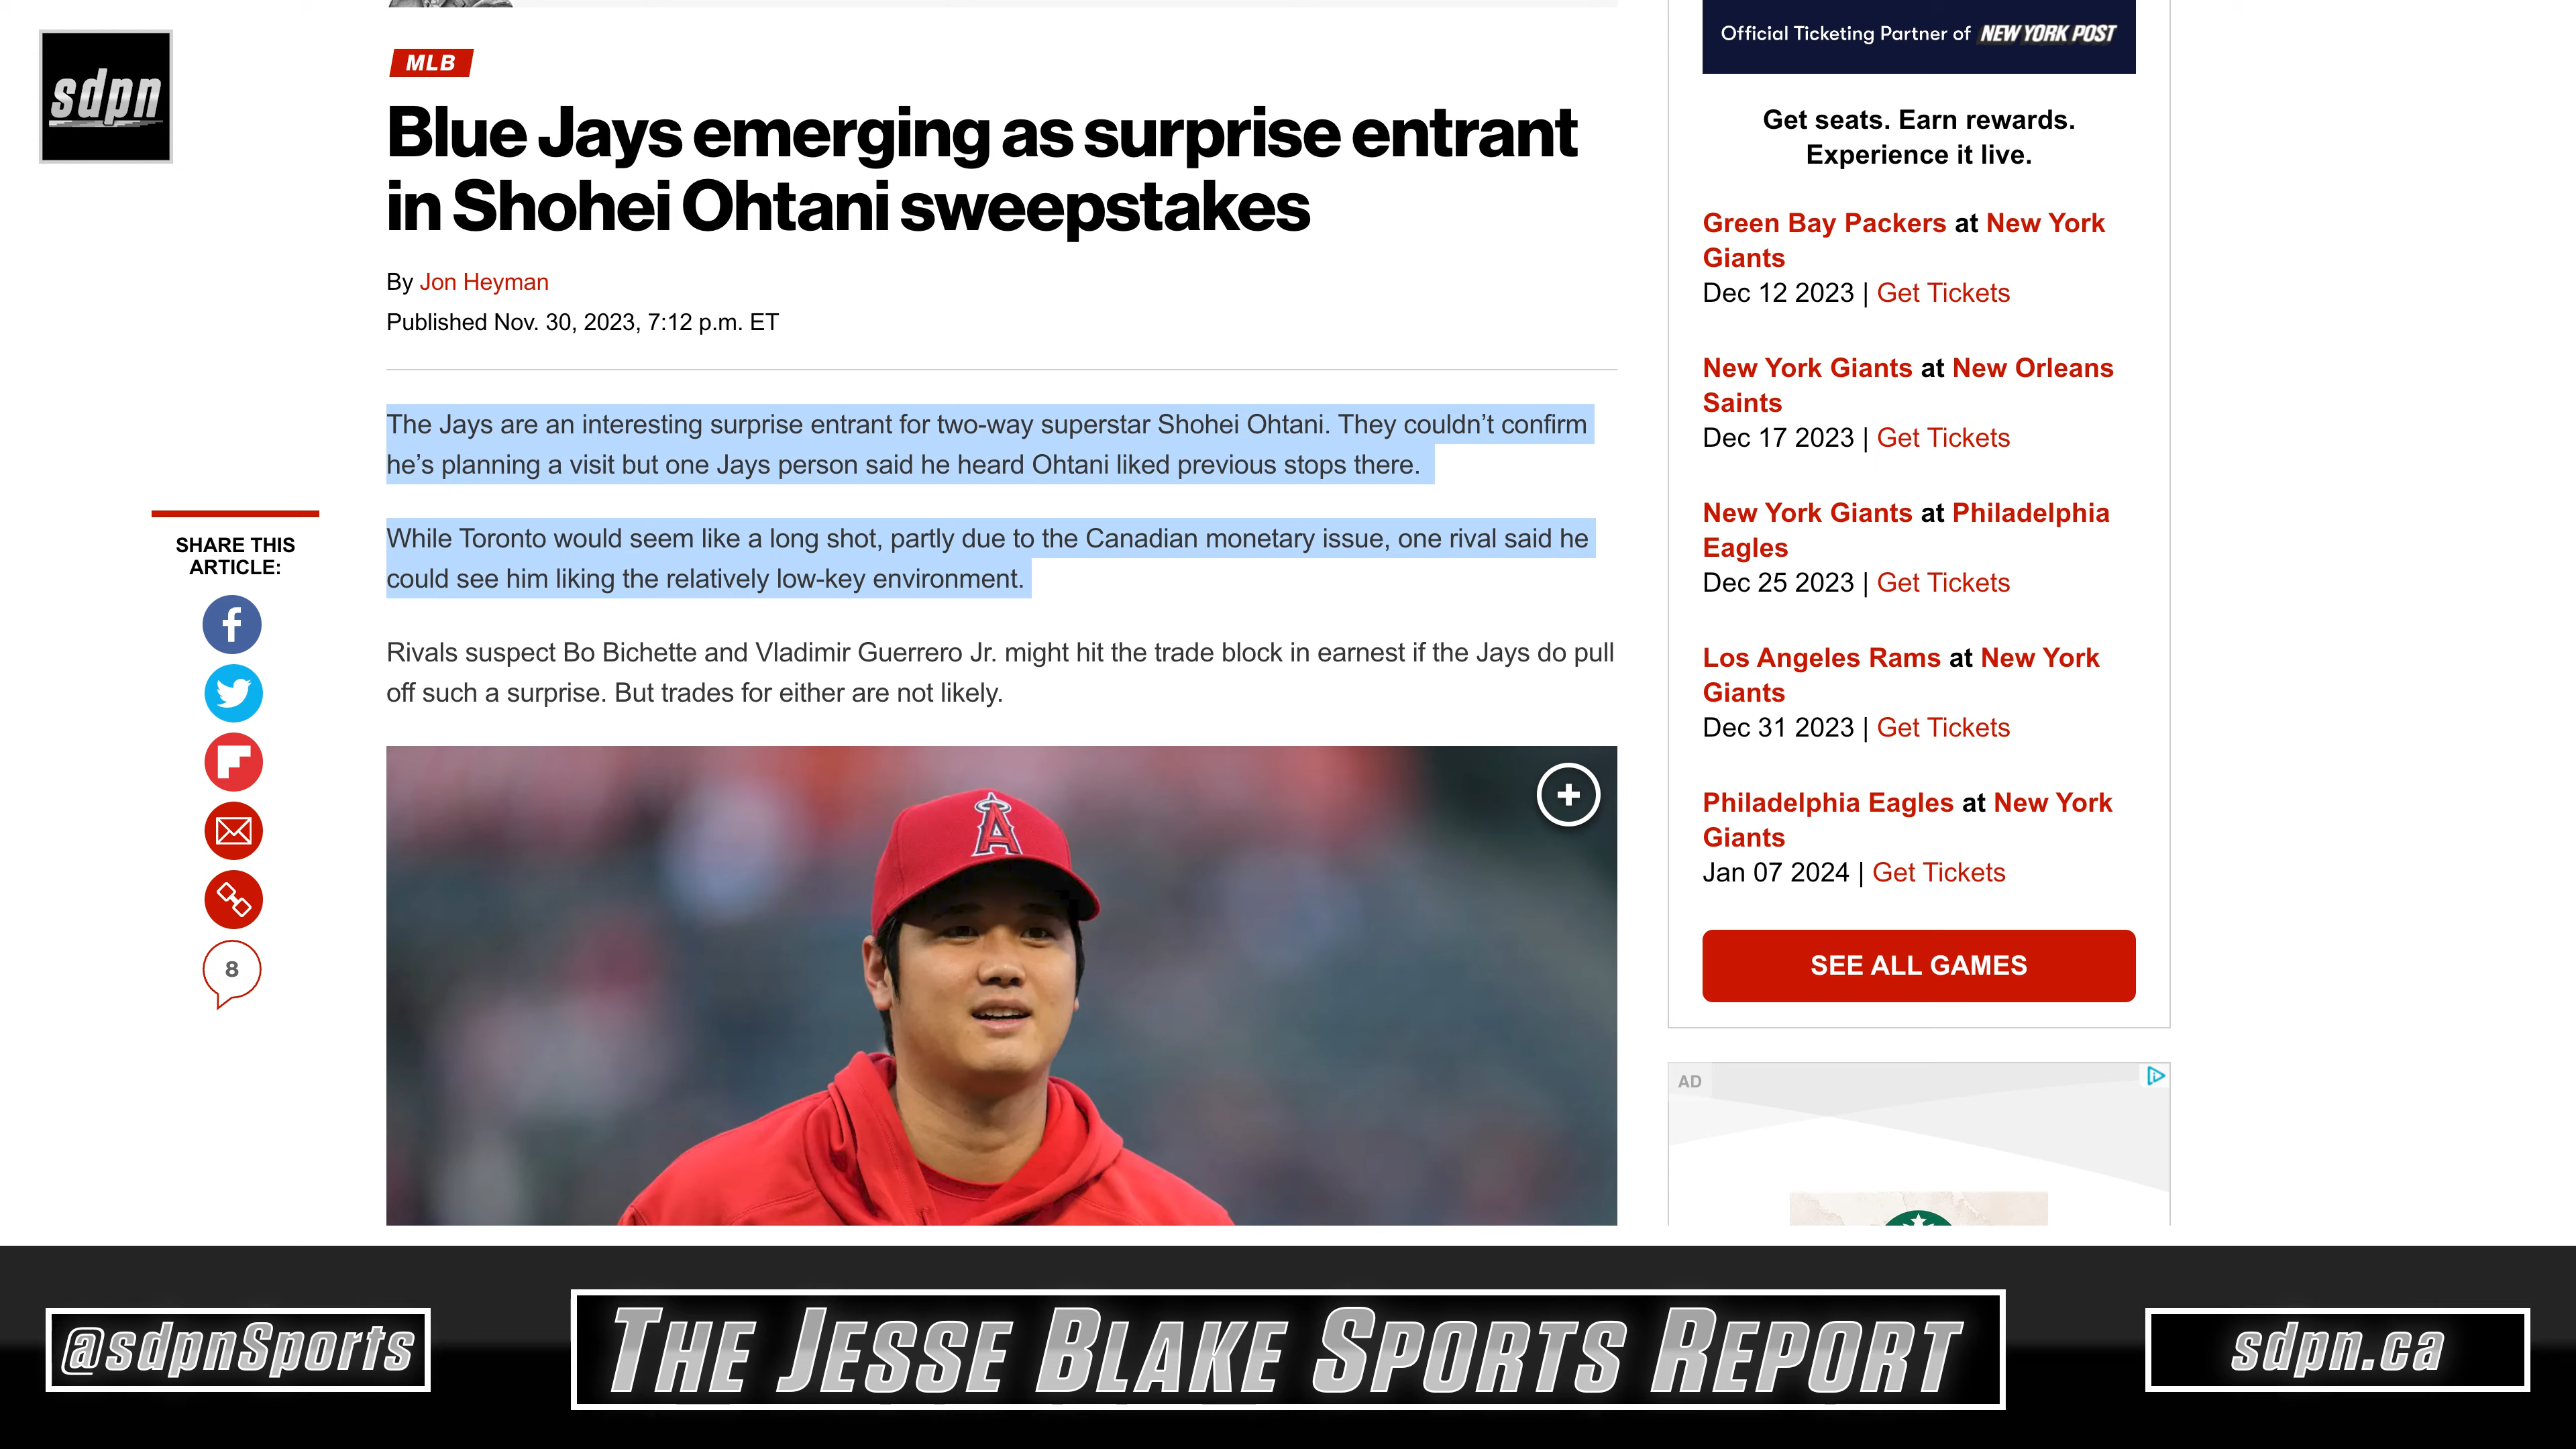 sdpn
MLB
Blue Jays emerging as surprise entrant
in Shohei Ohtani sweepstakes
By Jon Heyman
Published Nov. 30, 2023, 7:12 p.m. ET
The Jays are an interesting surprise entrant for two-way superstar Shohei Ohtani. They couldn’t confirm
he’s planning a visit but one Jays person said he heard Ohtani liked previous stops there.
While Toronto would seem like a long shot, partly due to the Canadian monetary issue, one rival said he
could see him liking the relatively low-key environment.
Rivals suspect Bo Bichette and Vladimir Guerrero Jr. might hit the trade block in earnest if the Jays do pull
off such a surprise. But trades for either are not likely.
SHARE THIS
ARTICLE:
8
A
Official Ticketing Partner of NEW YORK POST
Get seats. Earn rewards.
Experience it live.
Green Bay Packers at New York
Giants
Dec 12 2023 | Get Tickets
New York Giants at New Orleans
Saints
Dec 17 2023 | Get Tickets
New York Giants at Philadelphia
Eagles
Dec 25 2023 | Get Tickets
Los Angeles Rams at New York
Giants
Dec 31 2023 | Get Tickets
Philadelphia Eagles at New York
Giants
Jan 07 2024 | Get Tickets
SEE ALL GAMES
AD
@sdpnSports
THE JESSE BLAKE SPORTS REPORT
sdpn.ca